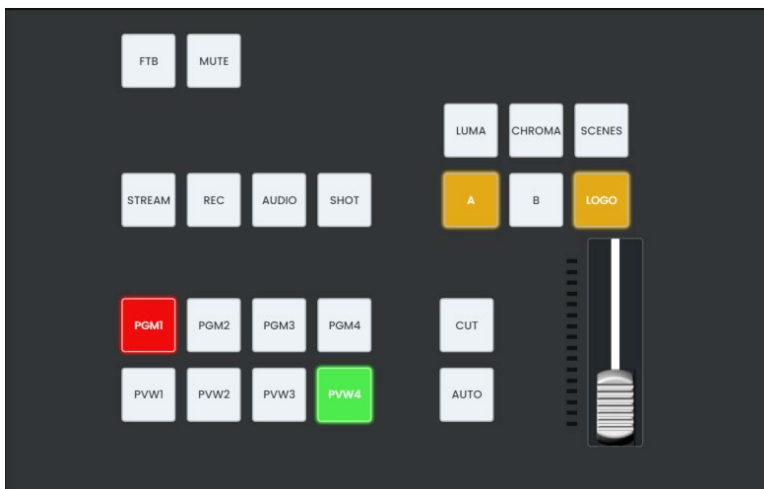 FTB MUTE
LUMA CHROMA SCENES
STREAM REC AUDIO SHOT A B LOGO
PGM1 PGM2 PGM3 PGM4 CUT
PVW1 PVW2 PVW3 PVW4 AUTO